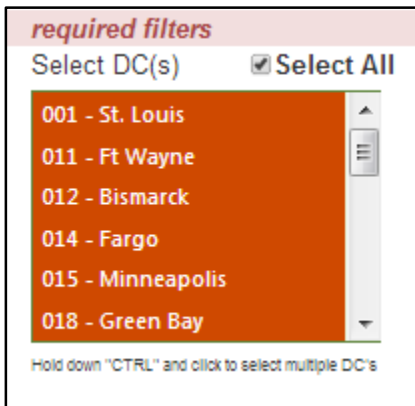 required filters
Select DC(s) Select All
001 - St. Louis
011 - Ft Wayne
012 - Bismarck
014 - Fargo
015 - Minneapolis
018 - Green Bay
Hold down "CTRL" and click to select multiple DC's